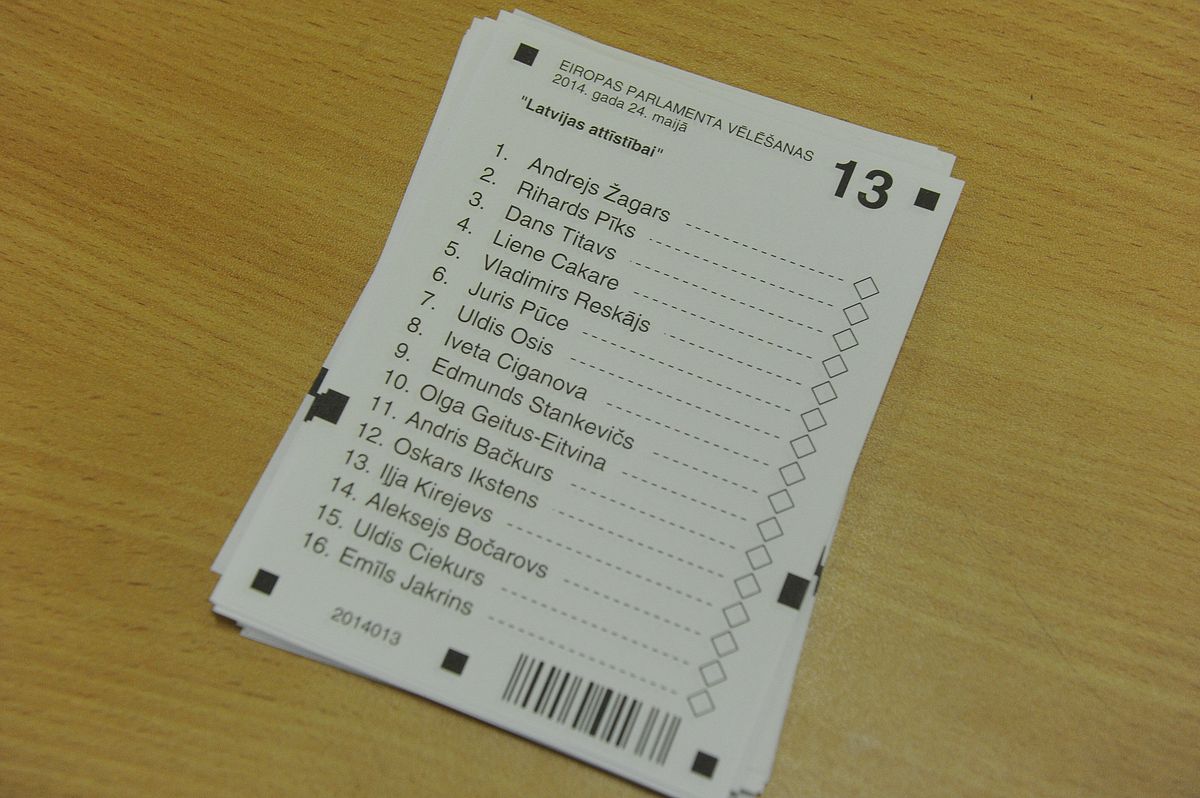 EIROPAS PARLAMENTA VĒLĒŠANAS
2014. gada 24. maijā
13
"Latvijas attīstībai"
1. Andrejs Žagars
2. Rihards Pīks
3. Dans Titavs
4. Liene Cakare
5. Vladimirs Reskājs
6. Juris Pūce
7. Uldis Osis
8. Iveta Ciganova
9. Edmunds Stankevičs
10. Olga Geitus-Eitvina
11. Andris Bačkurs
12. Oskars Ikstens
13. Iļja Kirejevs
14. Aleksejs Bočarovs
15. Uldis Ciekurs
16. Emīls Jakrins
2014013